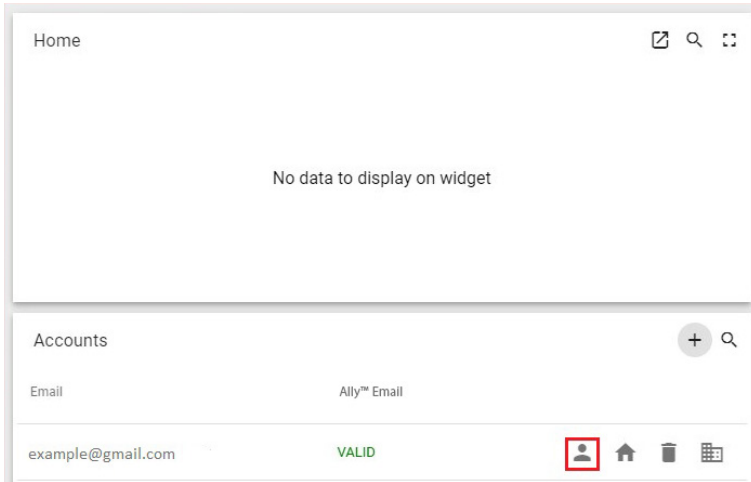 Home
No data to display on widget
Accounts
Email Ally™ Email
example@gmail.com VALID